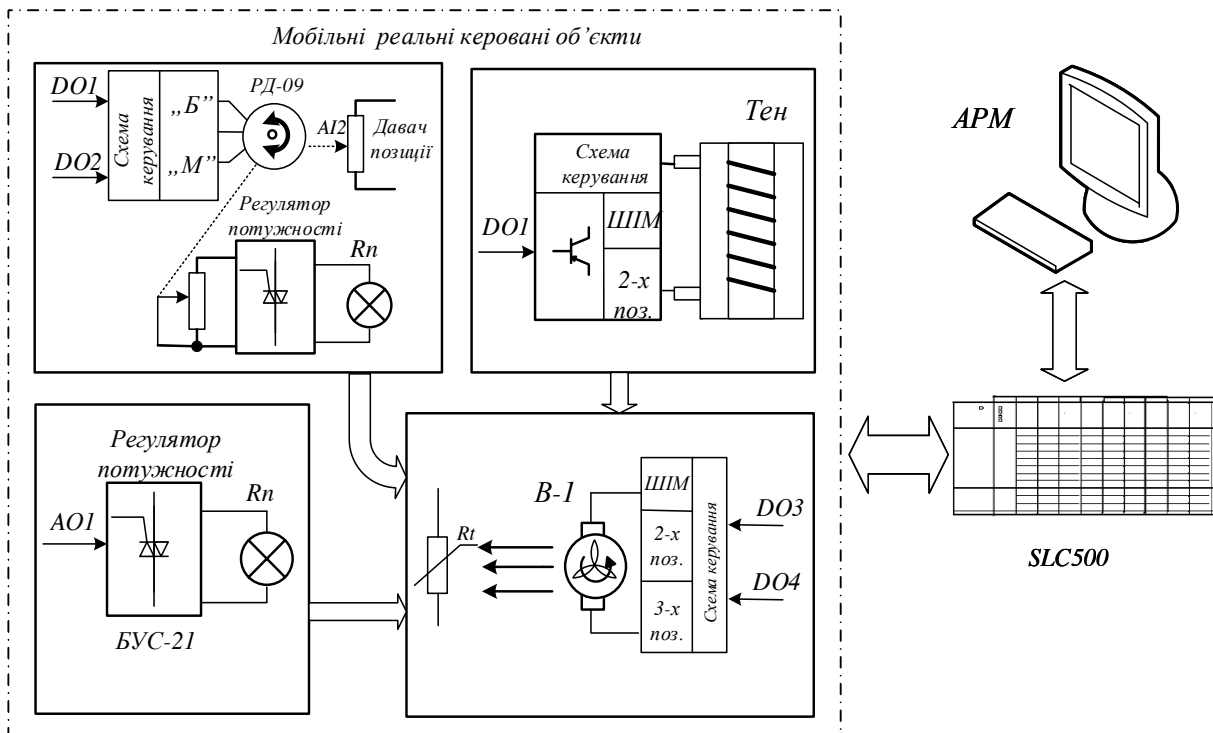 Мобільні реальні керовані об’єкти
DO1
DO2
Схема
керування
„Б”
„М”
РД-09
AI2
Давач
позиції
Регулятор
потужності
Rn
DO1
Схема
керування
ШІМ
2-х
поз.
Тен
АРМ
Регулятор
потужності
Rn
AO1
БУС-21
Rt
В-1
ШІМ
2-х
поз.
3-х
поз.
Схема керування
DO3
DO4
SLC500